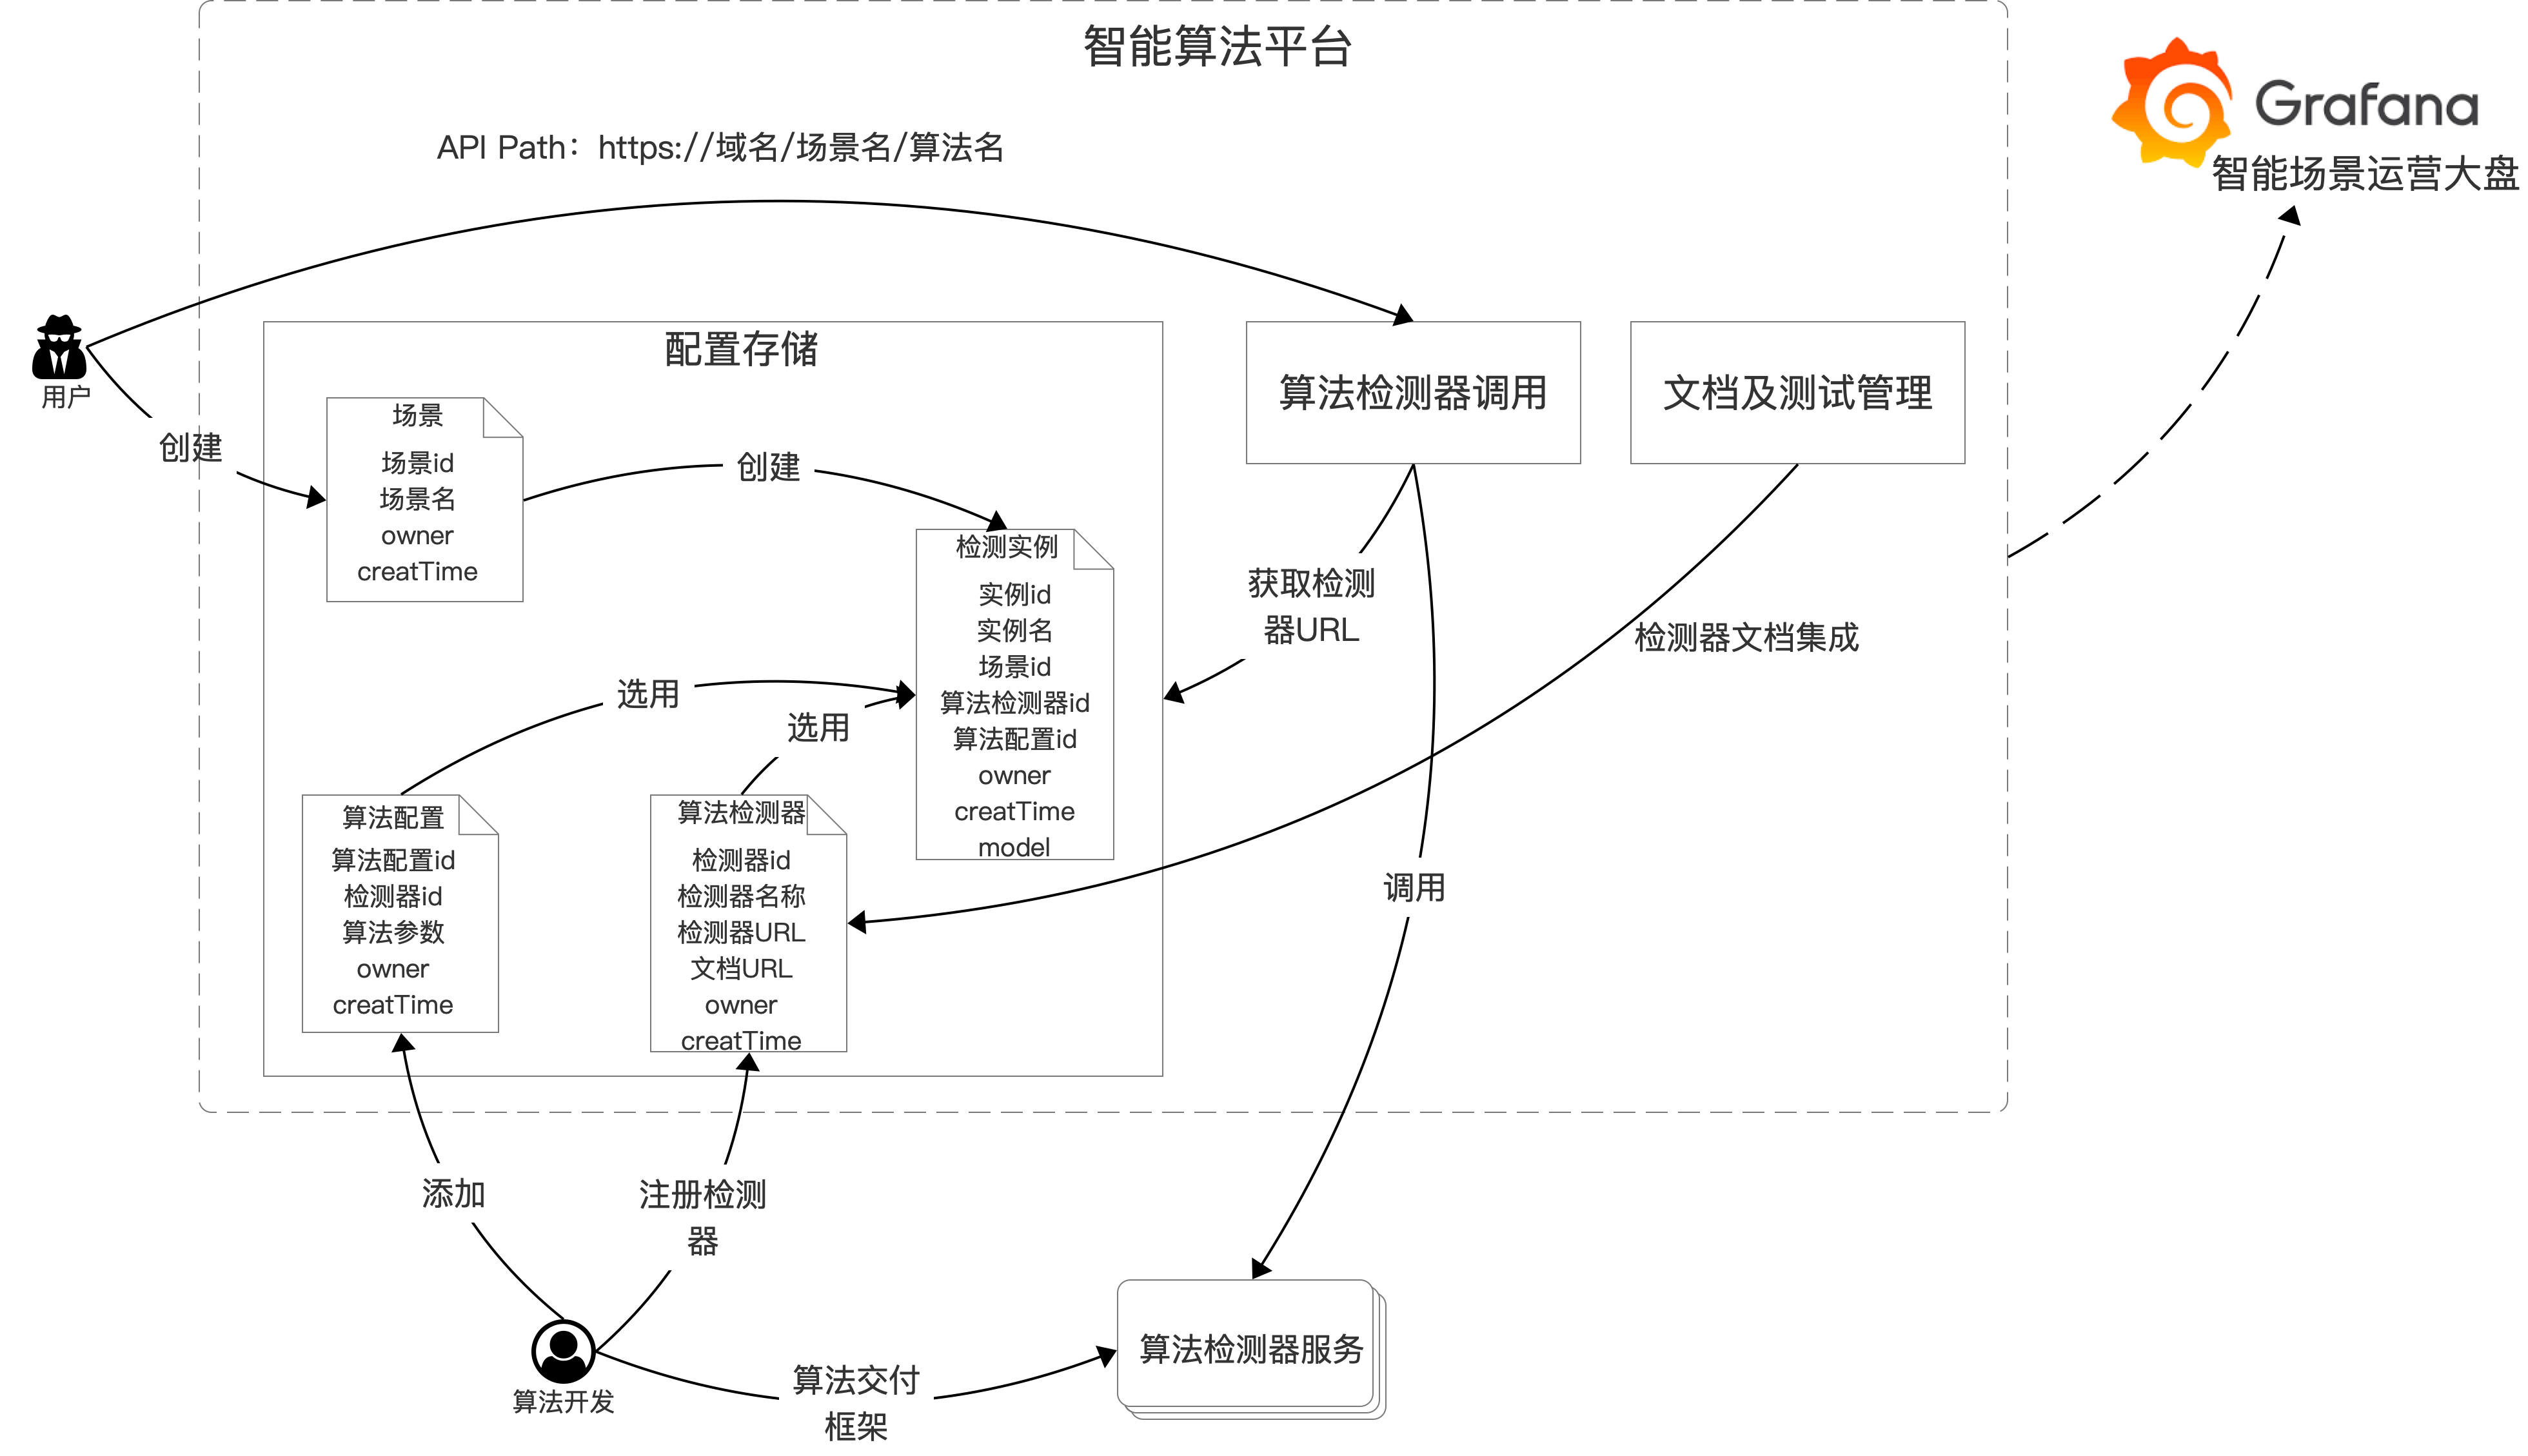 智能算法平台
Grafana
智能场景运营大盘
API Path：https://域名/场景名/算法名
用户
创建
配置存储
场景
场景id
场景名
owner
creatTime
创建
检测实例
实例id
实例名
场景id
算法检测器id
算法配置id
owner
creatTime
model
算法检测器调用
文档及测试管理
获取检测
器URL
检测器文档集成
选用
选用
算法配置
算法配置id
检测器id
算法参数
owner
creatTime
算法检测器
检测器id
检测器名称
检测器URL
文档URL
owner
creatTime
调用
添加
注册检测
器
算法开发
算法交付
框架
算法检测器服务